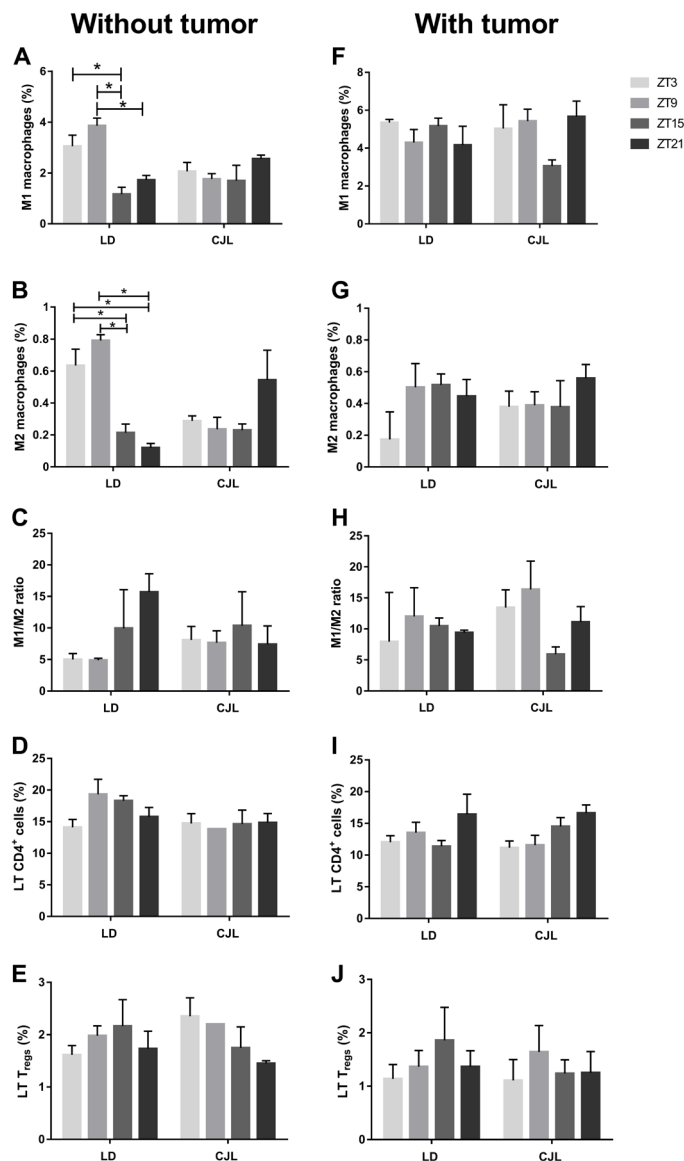 Without tumor
With tumor
A
M1 macrophages (%)
6
4
2
0
* * *
LD CJL
F
M1 macrophages (%)
8
6
4
2
0
LD CJL
ZT3
ZT9
ZT15
ZT21
B
M2 macrophages (%)
1
0.8
0.6
0.4
0.2
0
* * * *
LD CJL
G
M2 macrophages (%)
1
0.8
0.6
0.4
0.2
0
LD CJL
C
M1/M2 ratio
25
20
15
10
5
0
LD CJL
H
M1/M2 ratio
25
20
15
10
5
0
LD CJL
D
LT CD4⁺ cells (%)
25
20
15
10
5
0
LD CJL
I
LT CD4⁺ cells (%)
25
20
15
10
5
0
LD CJL
E
LT Tregs (%)
3
2
1
0
LD CJL
J
LT Tregs (%)
3
2
1
0
LD CJL